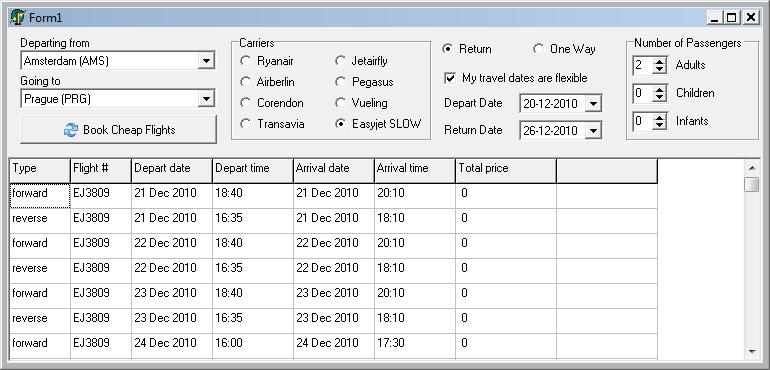 Form1
Departing from
Amsterdam (AMS)
Going to
Prague (PRG)
Book Cheap Flights
Carriers
Ryanair
Jetairfly
Airberlin
Pegasus
Corendon
Vueling
Transavia
Easyjet SLOW
Return
One Way
My travel dates are flexible
Depart Date
20-12-2010
Return Date
26-12-2010
Number of Passengers
2 Adults
0 Children
0 Infants
Type Flight # Depart date Depart time Arrival date Arrival time Total price
forward EJ3809 21 Dec 2010 18:40 21 Dec 2010 20:10 0
reverse EJ3809 21 Dec 2010 16:35 21 Dec 2010 18:10 0
forward EJ3809 22 Dec 2010 18:40 22 Dec 2010 20:10 0
reverse EJ3809 22 Dec 2010 16:35 22 Dec 2010 18:10 0
forward EJ3809 23 Dec 2010 18:40 23 Dec 2010 20:10 0
reverse EJ3809 23 Dec 2010 16:35 23 Dec 2010 18:10 0
forward EJ3809 24 Dec 2010 16:00 24 Dec 2010 17:30 0